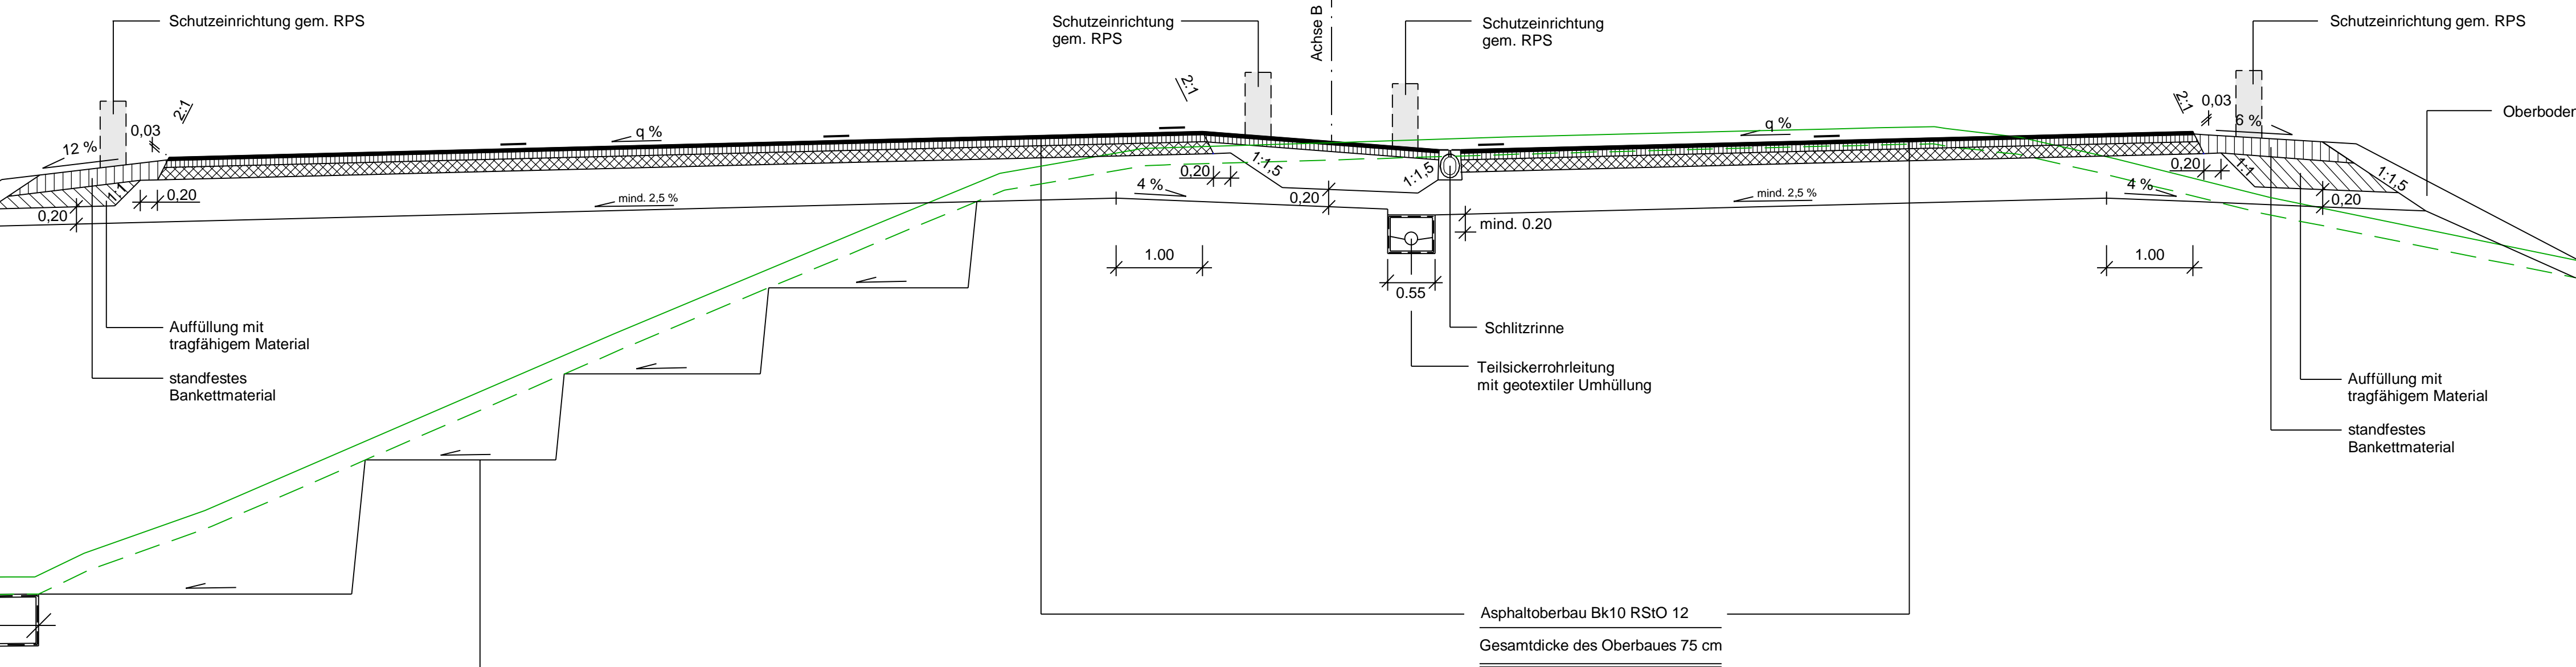 Schutzeinrichtung gem. RPS
Schutzeinrichtung
gem. RPS
Achse B
Schutzeinrichtung
gem. RPS
Schutzeinrichtung gem. RPS
2:1
0,03
12 %
q %
2:1
q %
2:1
0,03
6 %
Oberboden
1:1
0,20
0,20
mind. 2,5 %
4 %
0,20
1:1,5
0,20
1:1,5
mind. 0.20
mind. 2,5 %
4 %
0,20
1:1
1:1,5
0,20
1.00
0.55
1.00
Auffüllung mit
tragfähigem Material
standfestes
Bankettmaterial
Schlitzrinne
Teilsickerrohrleitung
mit geotextiler Umhüllung
Auffüllung mit
tragfähigem Material
standfestes
Bankettmaterial
Asphaltoberbau Bk10 RStO 12
Gesamtdicke des Oberbaues 75 cm